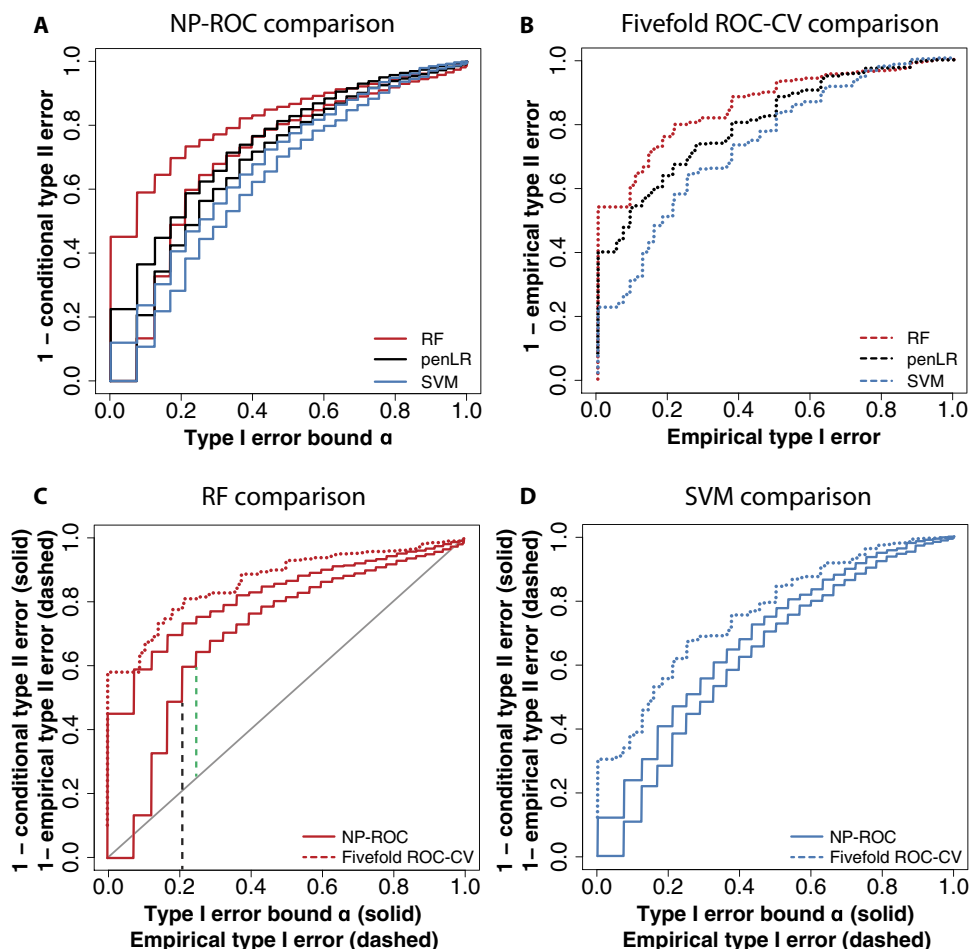 A NP-ROC comparison
1 – conditional type II error
0.0 0.2 0.4 0.6 0.8 1.0
RF
penLR
SVM
0.0 0.2 0.4 0.6 0.8 1.0
Type I error bound α
B Fivefold ROC-CV comparison
1 – empirical type II error
0.0 0.2 0.4 0.6 0.8 1.0
RF
penLR
SVM
0.0 0.2 0.4 0.6 0.8 1.0
Empirical type I error
C RF comparison
1 – conditional type II error (solid)
1– empirical type II error (dashed)
0.0 0.2 0.4 0.6 0.8 1.0
NP-ROC
Fivefold ROC-CV
0.0 0.2 0.4 0.6 0.8 1.0
Type I error bound α (solid)
Empirical type I error (dashed)
D SVM comparison
1 – conditional type II error (solid)
1– empirical type II error (dashed)
0.0 0.2 0.4 0.6 0.8 1.0
NP-ROC
Fivefold ROC-CV
0.0 0.2 0.4 0.6 0.8 1.0
Type I error bound α (solid)
Empirical type I error (dashed)